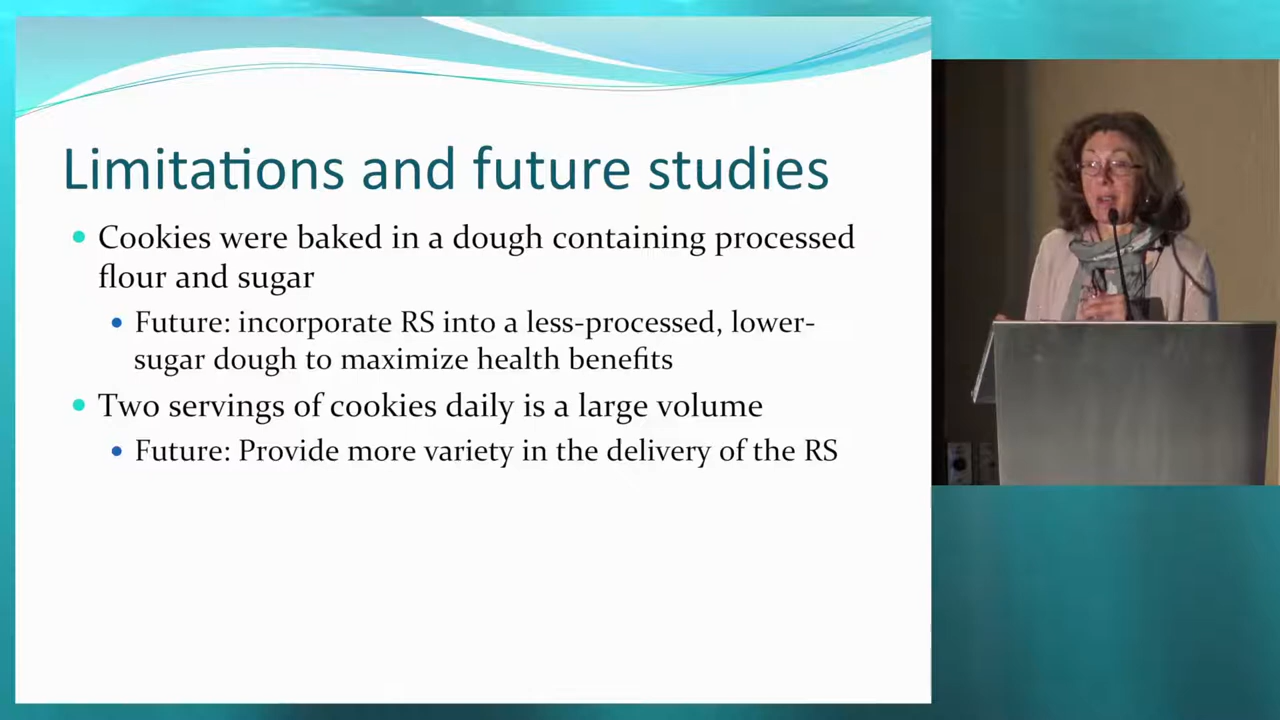 Limitations and future studies
Cookies were baked in a dough containing processed
flour and sugar
Future: incorporate RS into a less-processed, lower-
sugar dough to maximize health benefits
Two servings of cookies daily is a large volume
Future: Provide more variety in the delivery of the RS